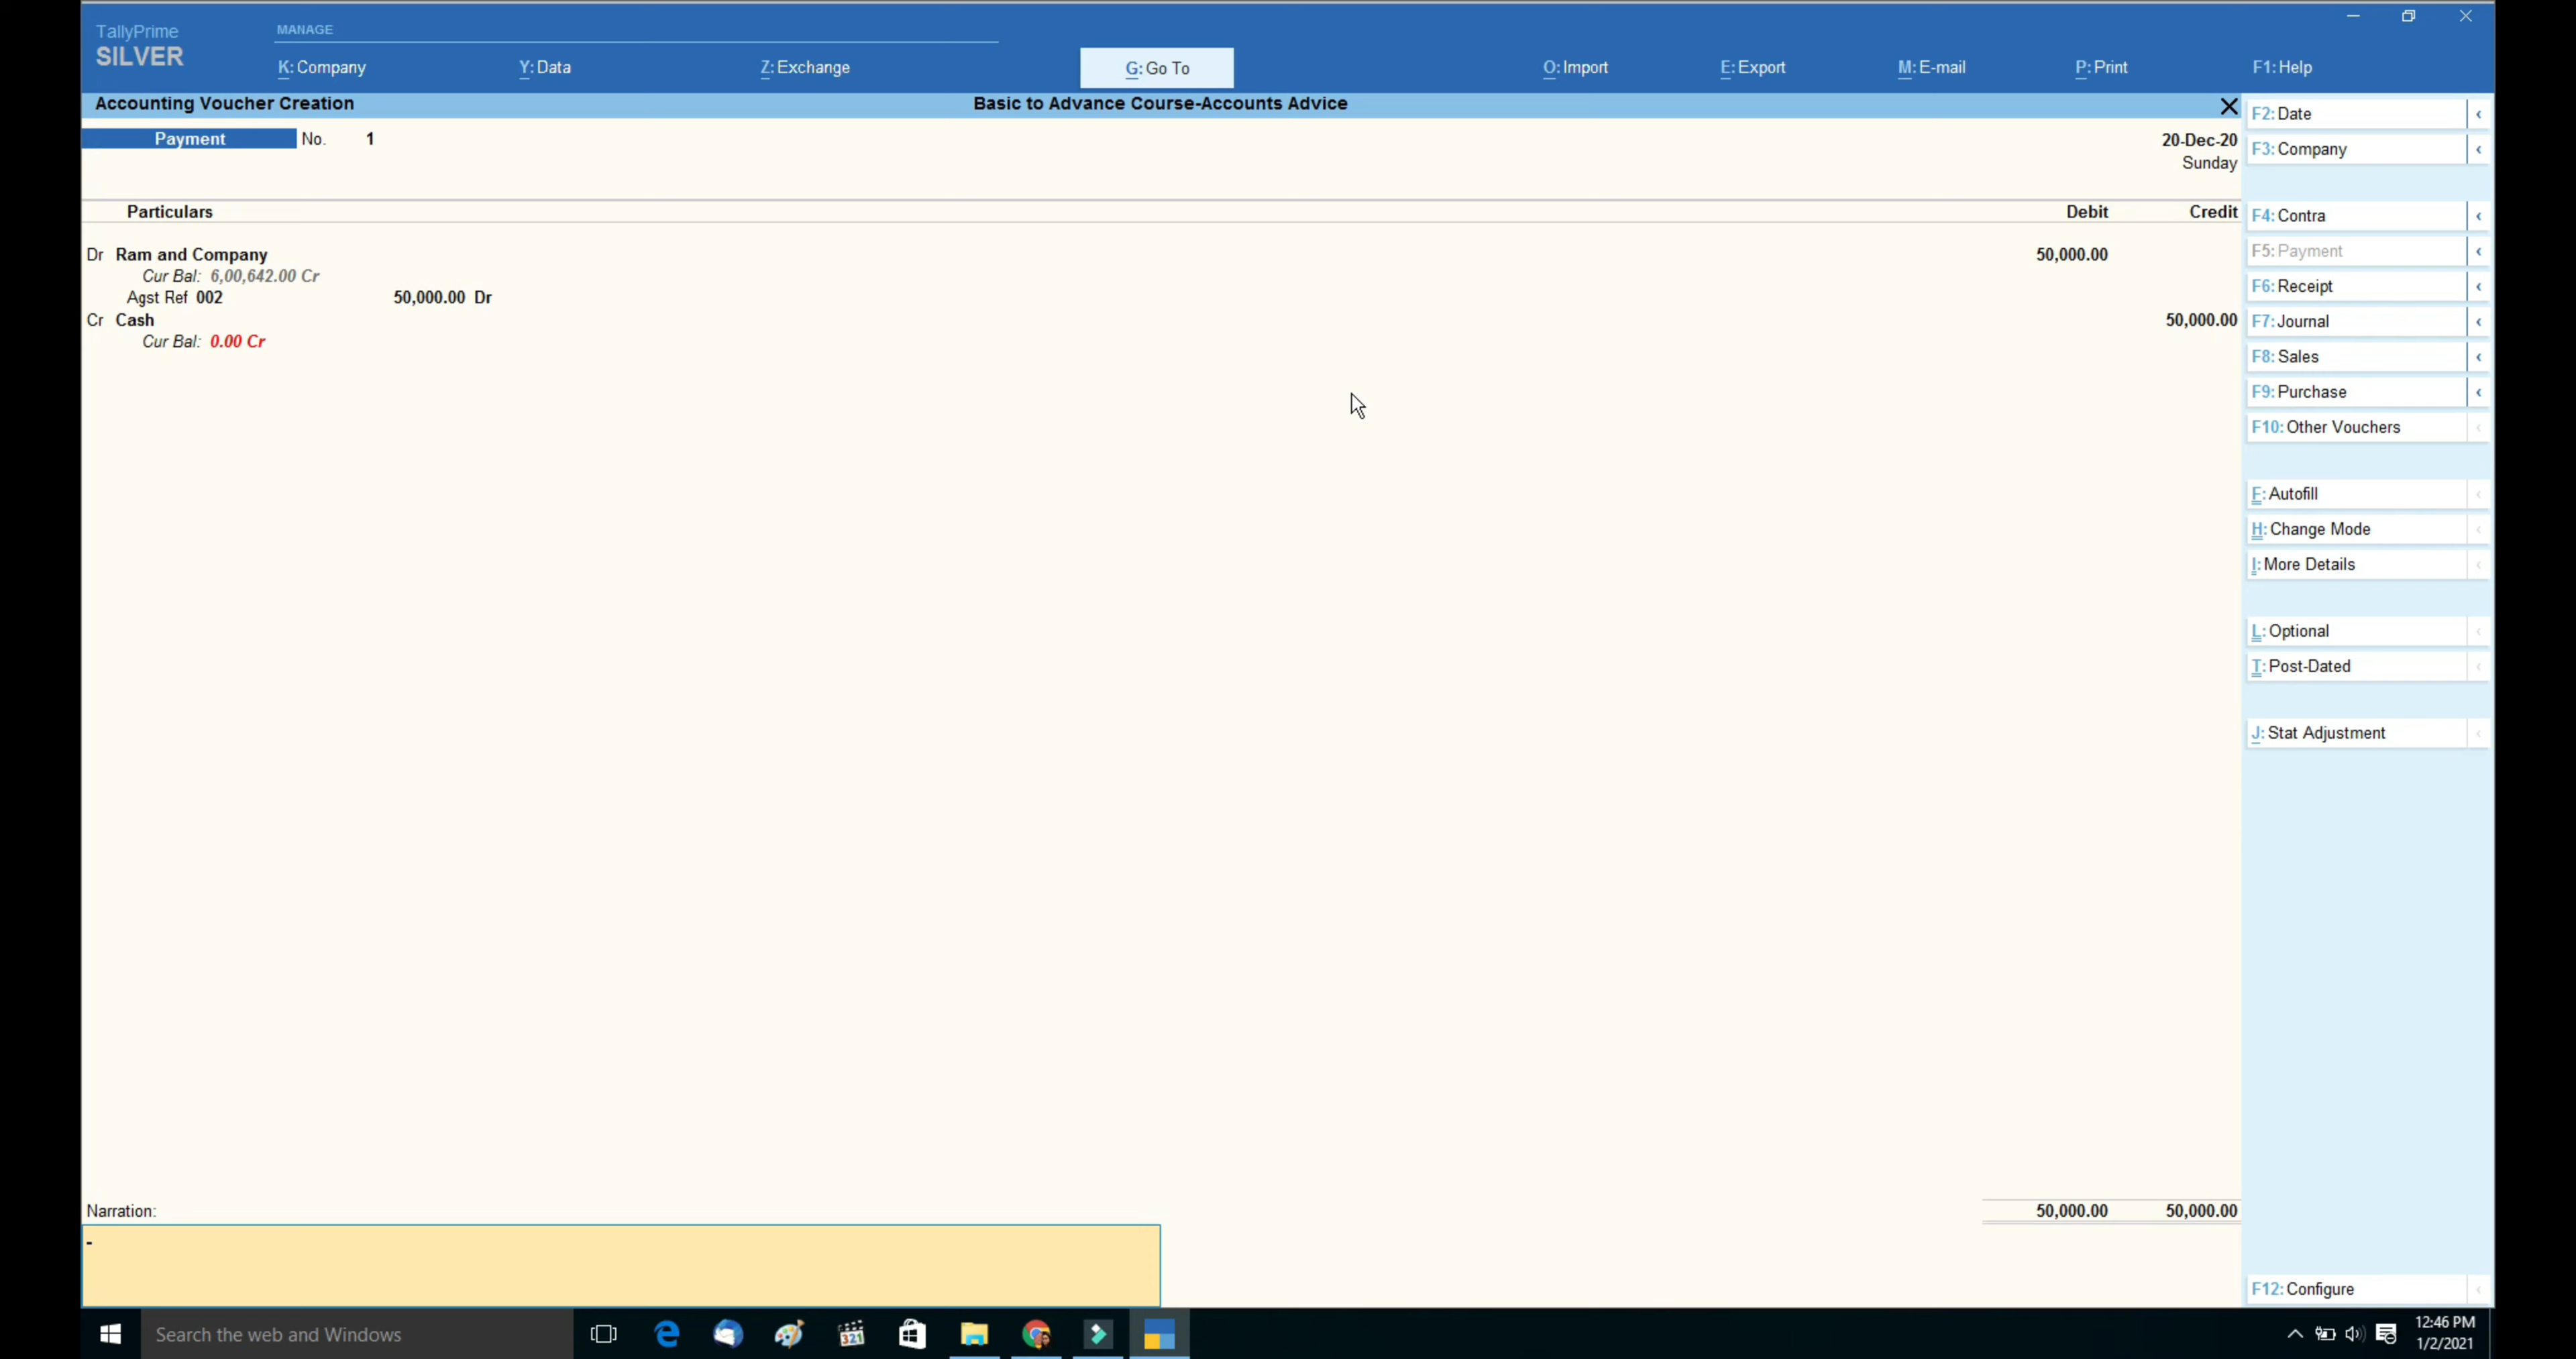 TallyPrime
SILVER
MANAGE
K: Company
Y: Data
Z: Exchange
G: Go To
O: Import
E: Export
M: E-mail
P: Print
F1: Help
Accounting Voucher Creation
Basic to Advance Course-Accounts Advice
Payment No. 1
20-Dec-20
Sunday
Particulars Debit Credit
Dr Ram and Company 50,000.00
Cur Bal: 6,00,642.00 Cr
Agst Ref 002 50,000.00 Dr
Cr Cash 50,000.00
Cur Bal: 0.00 Cr
Narration: 50,000.00 50,000.00
F2: Date
F3: Company
F4: Contra
F5: Payment
F6: Receipt
F7: Journal
F8: Sales
F9: Purchase
F10: Other Vouchers
F: Autofill
H: Change Mode
I: More Details
L: Optional
T: Post-Dated
J: Stat Adjustment
F12: Configure
Search the web and Windows
321
12:46 PM
1/2/2021